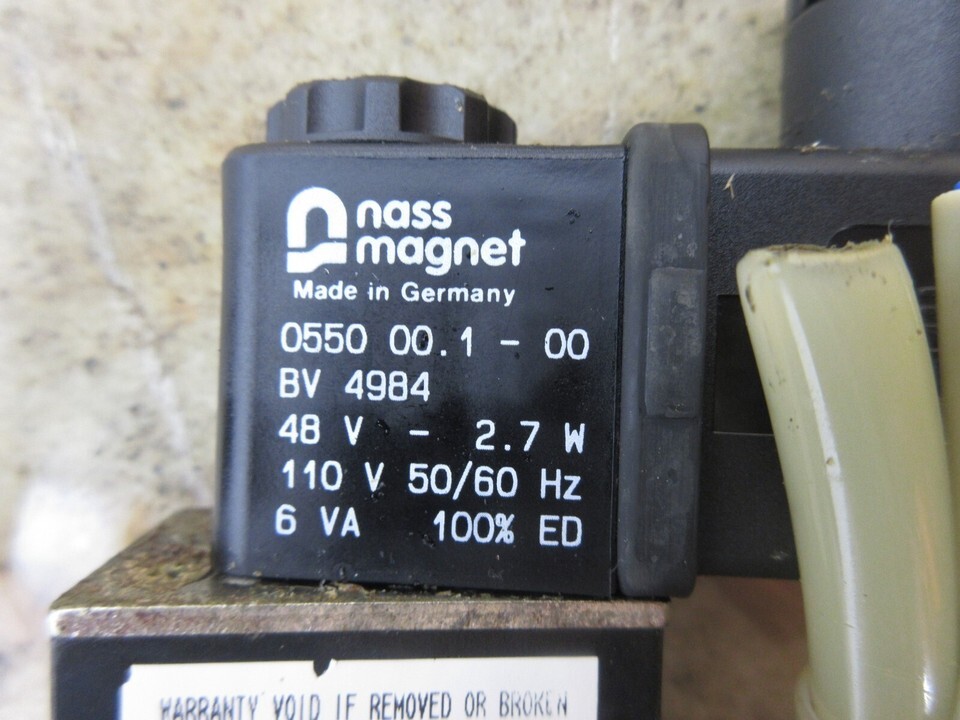 nass
magnet
Made in Germany
0550 00.1 - 00
BV 4984
48 V - 2.7 W
110 V 50/60 Hz
6 VA 100% ED
WARRANTY VOID IF REMOVED OR BROKEN